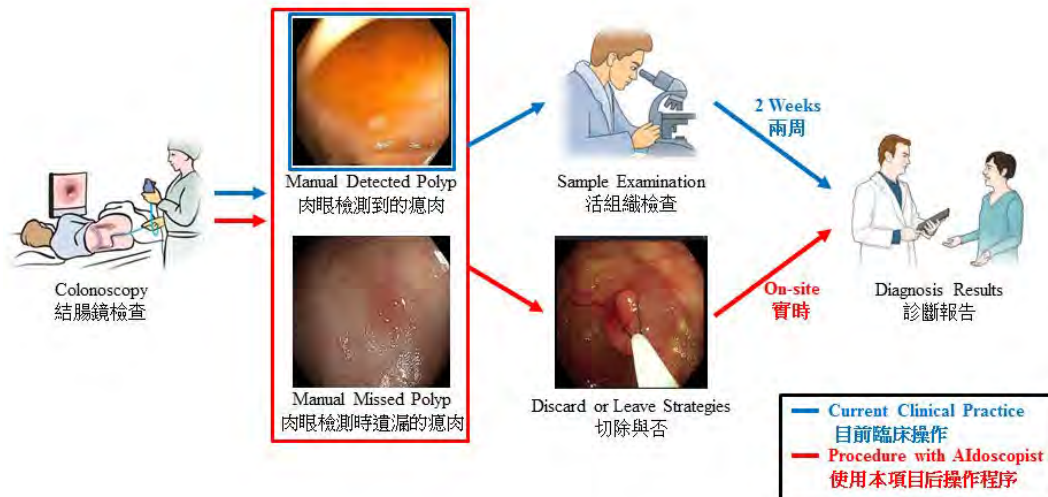 Colonoscopy
結腸鏡檢查
Manual Detected Polyp
肉眼檢測到的瘜肉
Manual Missed Polyp
肉眼檢測時遺漏的瘜肉
Sample Examination
活組織檢查
Discard or Leave Strategies
切除與否
2 Weeks
兩周
On-site
實時
Diagnosis Results
診斷報告
Current Clinical Practice
目前臨床操作
Procedure with AIdoscopist
使用本項目后操作程序